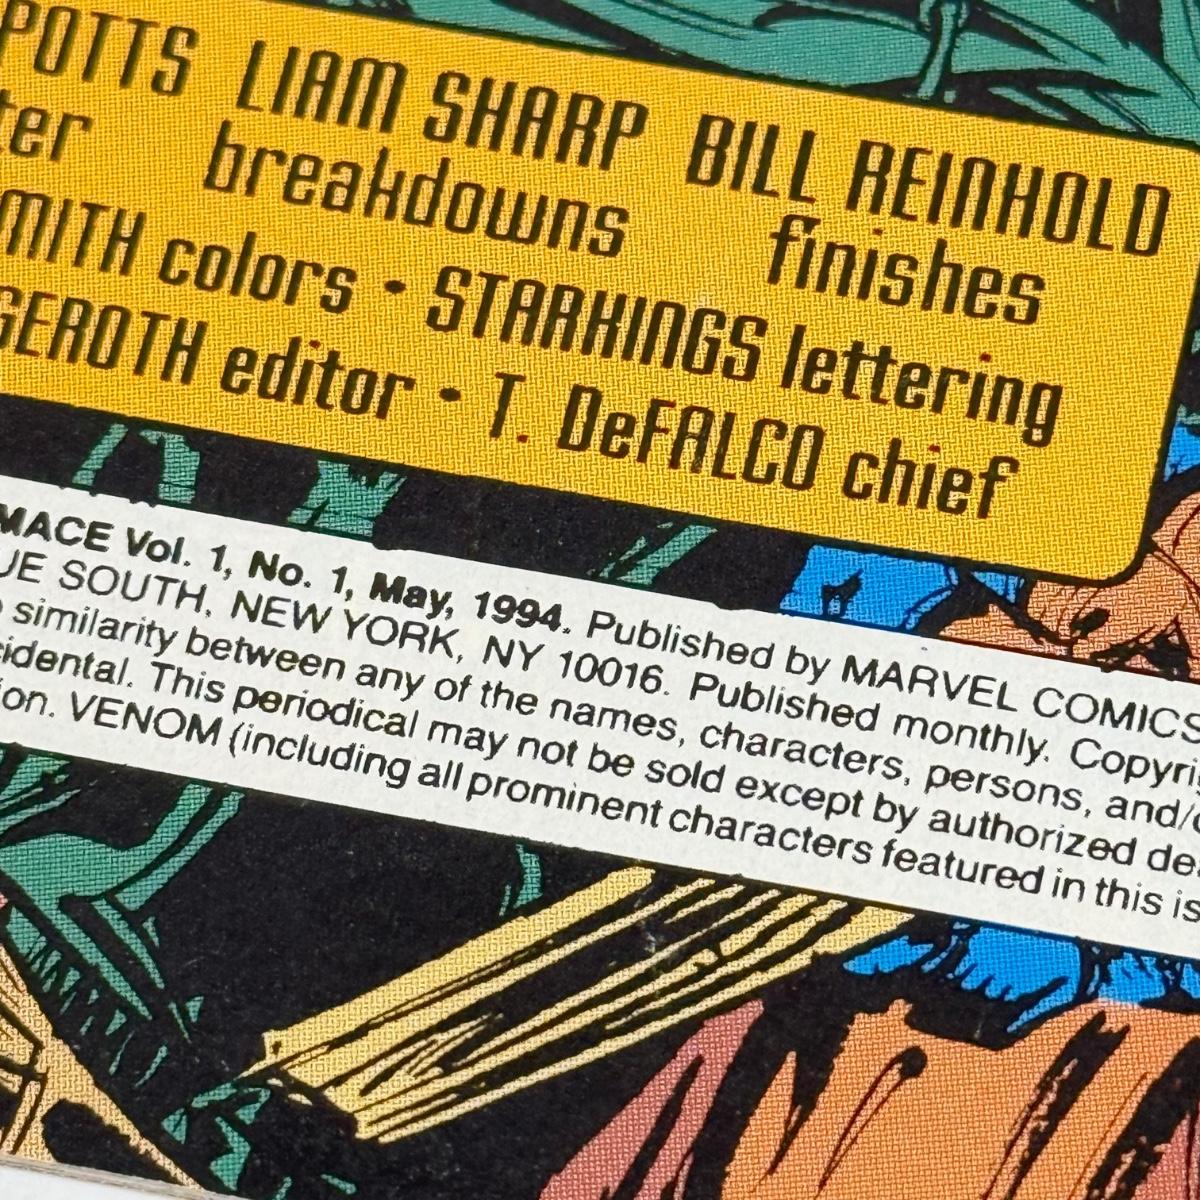 POTTS LIAM SHARP BILL REINHOLD
ter breakdowns finishes
MITH colors · STARKINGS lettering
GEROTH editor · T. DeFALCO chief
MACE Vol. 1, No. 1, May, 1994. Published by MARVEL COMICS
UE SOUTH, NEW YORK, NY 10016. Published monthly. Copyri
similarity between any of the names, characters, persons, and/
idental. This periodical may not be sold except by authorized de
ion. VENOM (including all prominent characters featured in this is